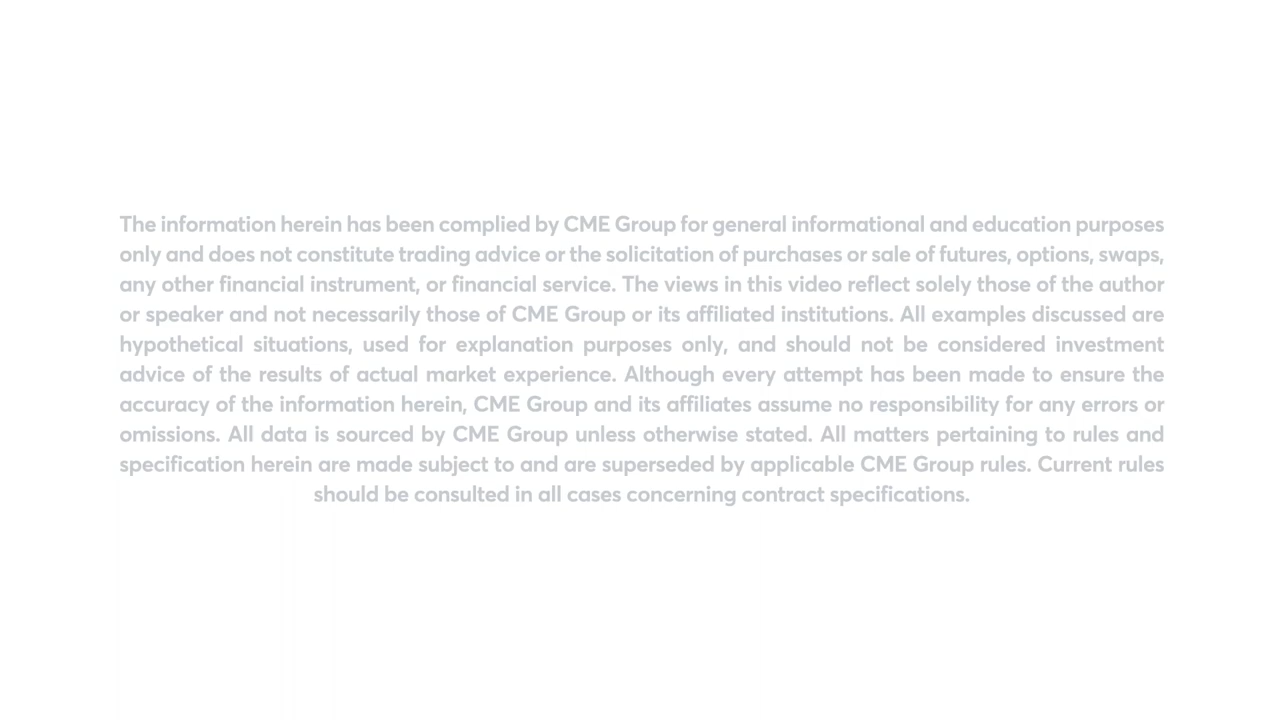 The information herein has been complied by CME Group for general informational and education purposes
only and does not constitute trading advice or the solicitation of purchases or sale of futures, options, swaps,
any other financial instrument, or financial service. The views in this video reflect solely those of the author
or speaker and not necessarily those of CME Group or its affiliated institutions. All examples discussed are
hypothetical situations, used for explanation purposes only, and should not be considered investment
advice of the results of actual market experience. Although every attempt has been made to ensure the
accuracy of the information herein, CME Group and its affiliates assume no responsibility for any errors or
omissions. All data is sourced by CME Group unless otherwise stated. All matters pertaining to rules and
specification herein are made subject to and are superseded by applicable CME Group rules. Current rules
should be consulted in all cases concerning contract specifications.